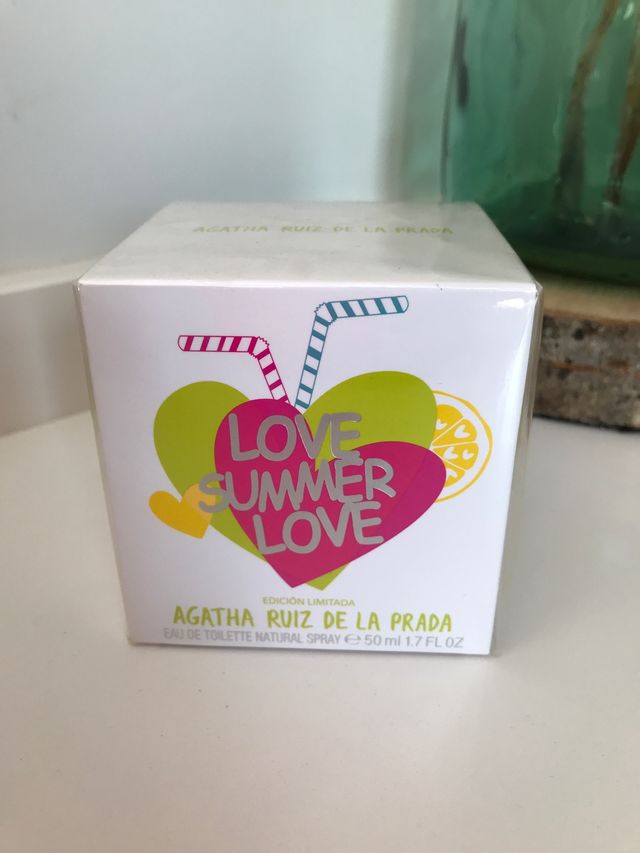 AGATHA RUIZ DE LA PRADA
LOVE
SUMMER
LOVE
EDICIÓN LIMITADA
AGATHA RUIZ DE LA PRADA
EAU DE TOILETTE NATURAL SPRAY ℮ 50 ml 1.7 FL OZ